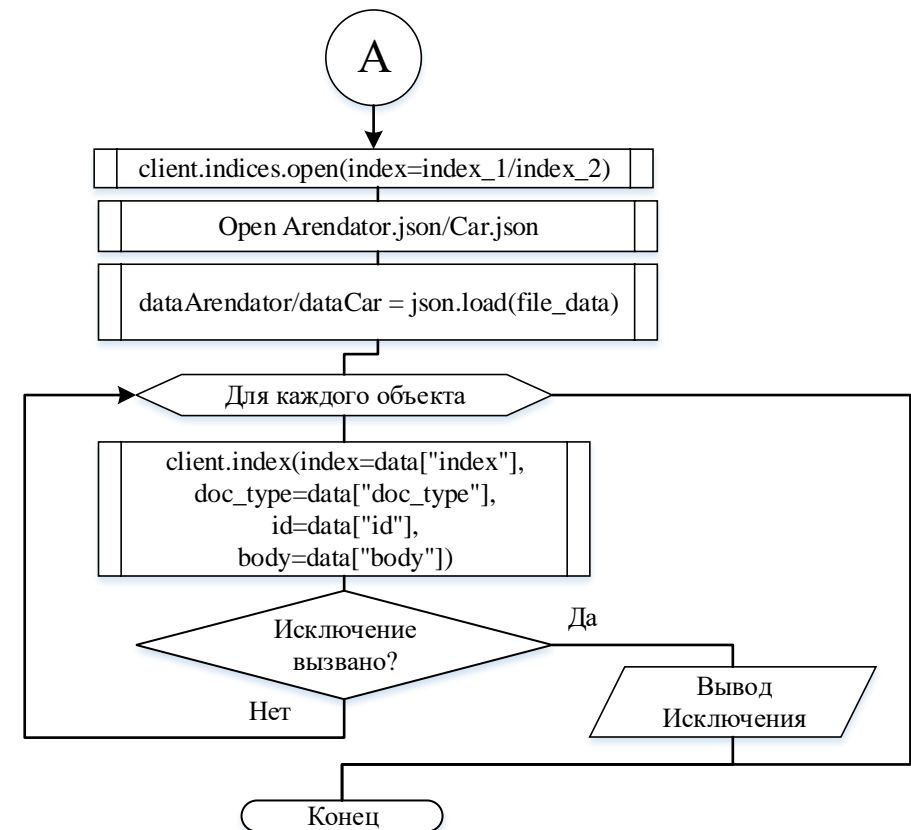 А
client.indices.open(index=index_1/index_2)
Open Arendator.json/Car.json
dataArendator/dataCar = json.load(file_data)
Для каждого объекта
client.index(index=data["index"],
doc_type=data["doc_type"],
id=data["id"],
body=data["body"])
Исключение
вызвано?
Да
Нет
Вывод
Исключения
Конец